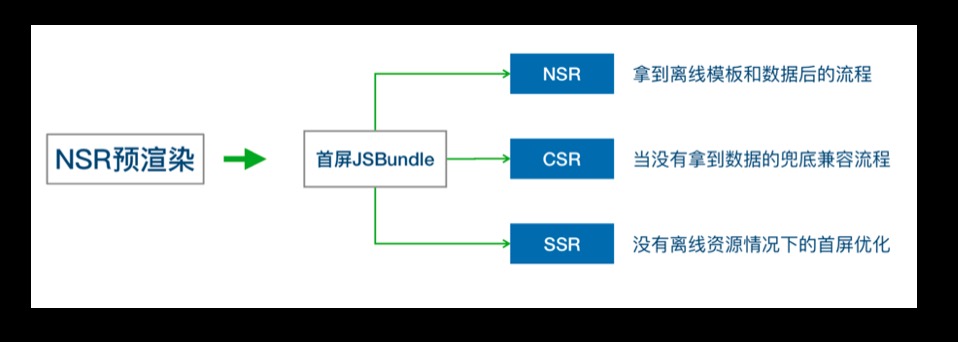 NSR预渲染
首屏JSBundle
NSR 拿到离线模板和数据后的流程
CSR 当没有拿到数据的兜底兼容流程
SSR 没有离线资源情况下的首屏优化